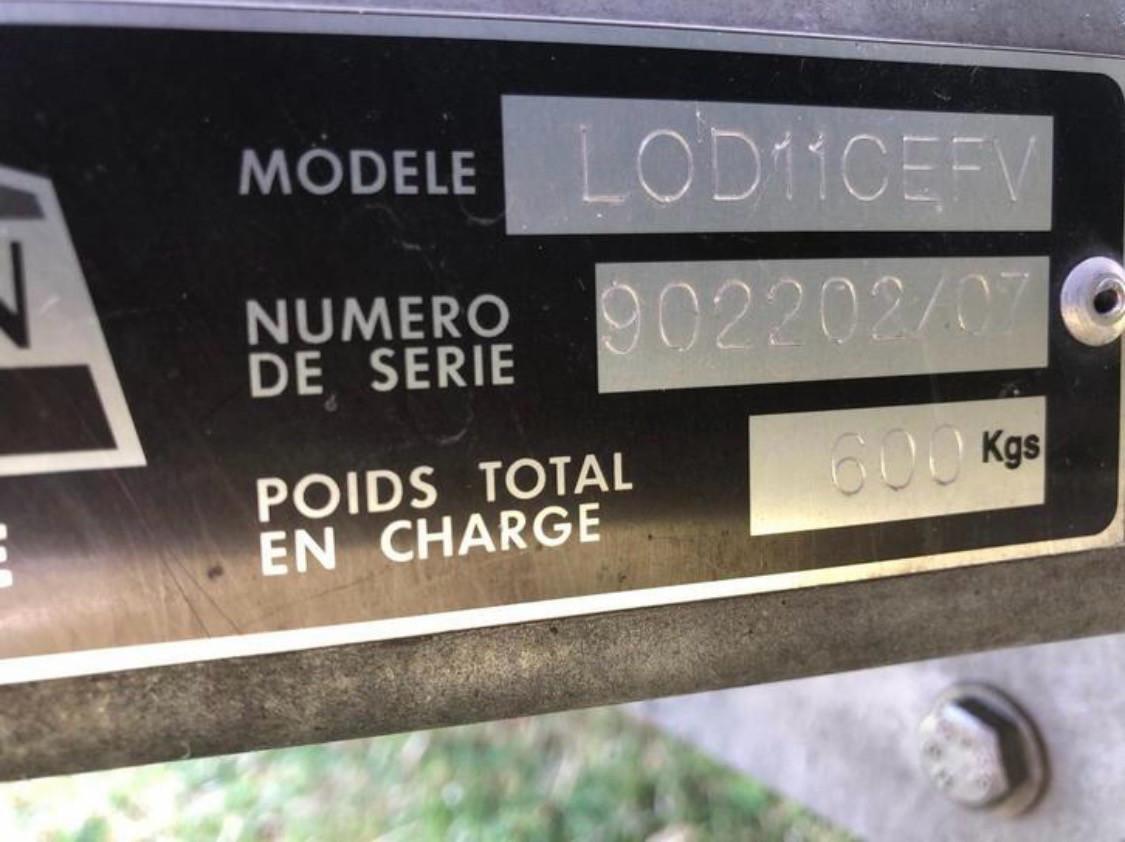 MODELE LOD11CEFV
NUMERO
DE SERIE 902202/07
POIDS TOTAL
EN CHARGE 600 Kgs